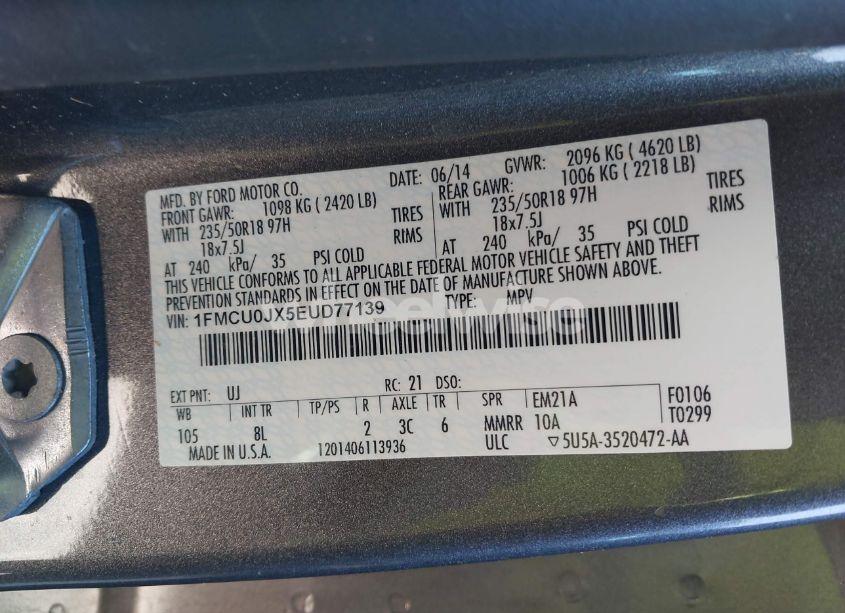 MFD. BY FORD MOTOR CO. DATE: 06/14 GVWR: 2096 KG ( 4620 LB)
FRONT GAWR: 1098 KG ( 2420 LB) REAR GAWR: 1006 KG ( 2218 LB)
WITH 235/50R18 97H TIRES WITH 235/50R18 97H TIRES
18x7.5J RIMS 18x7.5J RIMS
AT 240 kPa/ 35 PSI COLD AT 240 kPa/ 35 PSI COLD
THIS VEHICLE CONFORMS TO ALL APPLICABLE FEDERAL MOTOR VEHICLE SAFETY AND THEFT
PREVENTION STANDARDS IN EFFECT ON THE DATE OF MANUFACTURE SHOWN ABOVE.
VIN: 1FMCU0JX5EUD77139 TYPE: MPV
wheelwise
EXT PNT: UJ RC: 21 DSO:
WB INT TR TP/PS R AXLE TR SPR EM21A F0106
105 8L 2 3C 6 MMRR 10A T0299
MADE IN U.S.A. 1201406113936 ULC ▽5U5A-3520472-AA